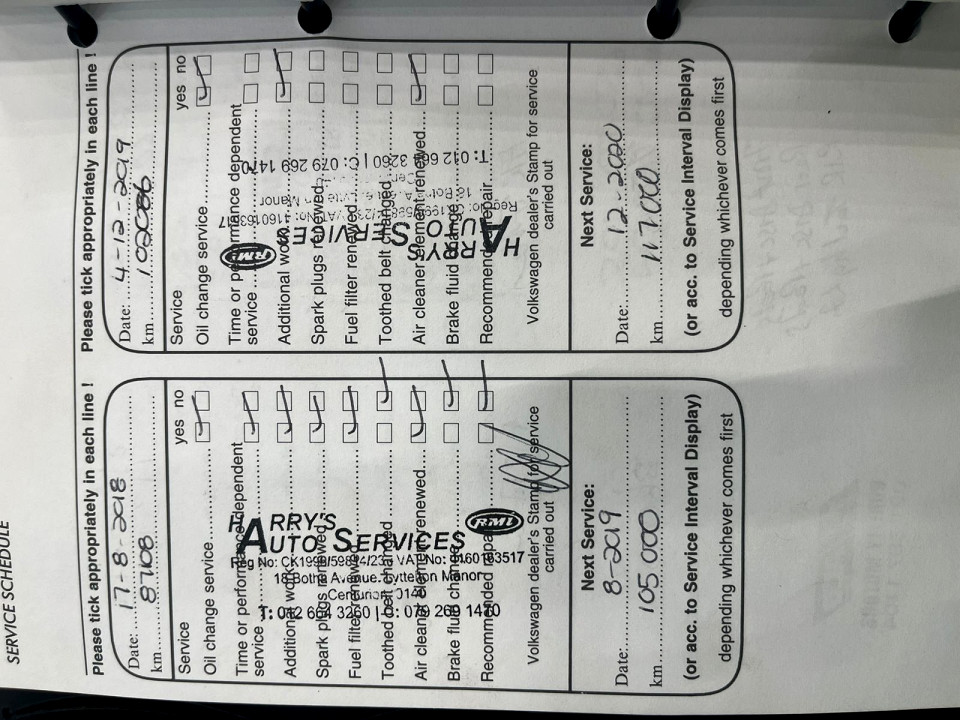 SERVICE SCHEDULE
Please tick appropriately in each line !
Date: 17-8-2018
km 87108
Service yes no
Oil change service
Time or performance dependent
service
Additional work
Spark plugs renewed
Fuel filter renewed
Toothed belt changed
Air cleaner element renewed
Brake fluid change
Recommended repair
HARRY'S
AUTO SERVICES
RMI
Reg No: CK1998/59894/23 VAT No:
16 Botha Avenue. Lyttelton Manor
Centurion 0140
T: 012 664 3260 | C: 079 269 1470
Volkswagen dealer's Stamp for service
carried out
Next Service:
Date: 8-2019
km 105 000
(or acc. to Service Interval Display)
depending whichever comes first
Please tick appropriately in each line !
Date: 4-12-2019
km 102086
Service yes no
Oil change service
Time or performance dependent
service
Additional work
Spark plugs renewed
Fuel filter renewed
Toothed belt changed
Air cleaner element renewed
Brake fluid change
Recommended repair
HARRY'S
AUTO SERVICES
RMI
T: 012 664 3260 | C: 079 269 1470
Volkswagen dealer's Stamp for service
carried out
Next Service:
Date: 12-2020
km 117000
(or acc. to Service Interval Display)
depending whichever comes first